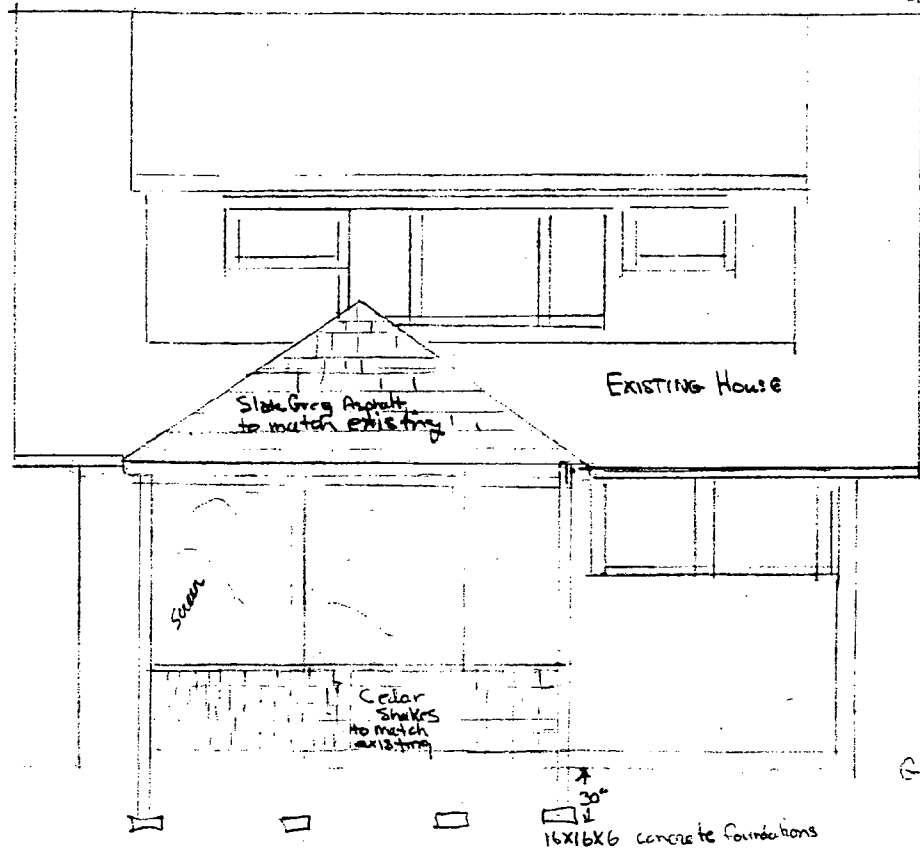 EXISTING HOUSE
Slate Grey Asphalt
to match existing
Screen
Cedar
Shakes
to match
existing
30"
16X16X6 concrete foundations
G